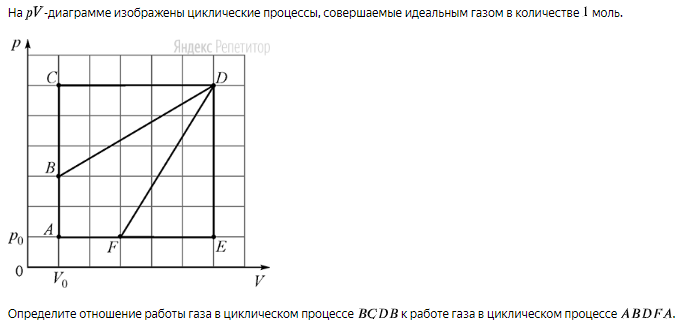 На pV-диаграмме изображены циклические процессы, совершаемые идеальным газом в количестве 1 моль.
p
Яндекс Репетитор
C
D
B
A
p₀
F
E
0
V₀
V
Определите отношение работы газа в циклическом процессе BCDB к работе газа в циклическом процессе ABDFA.